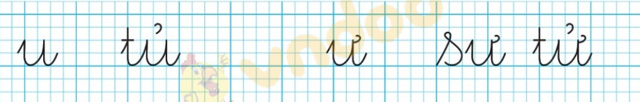 u tủ ư sư tử